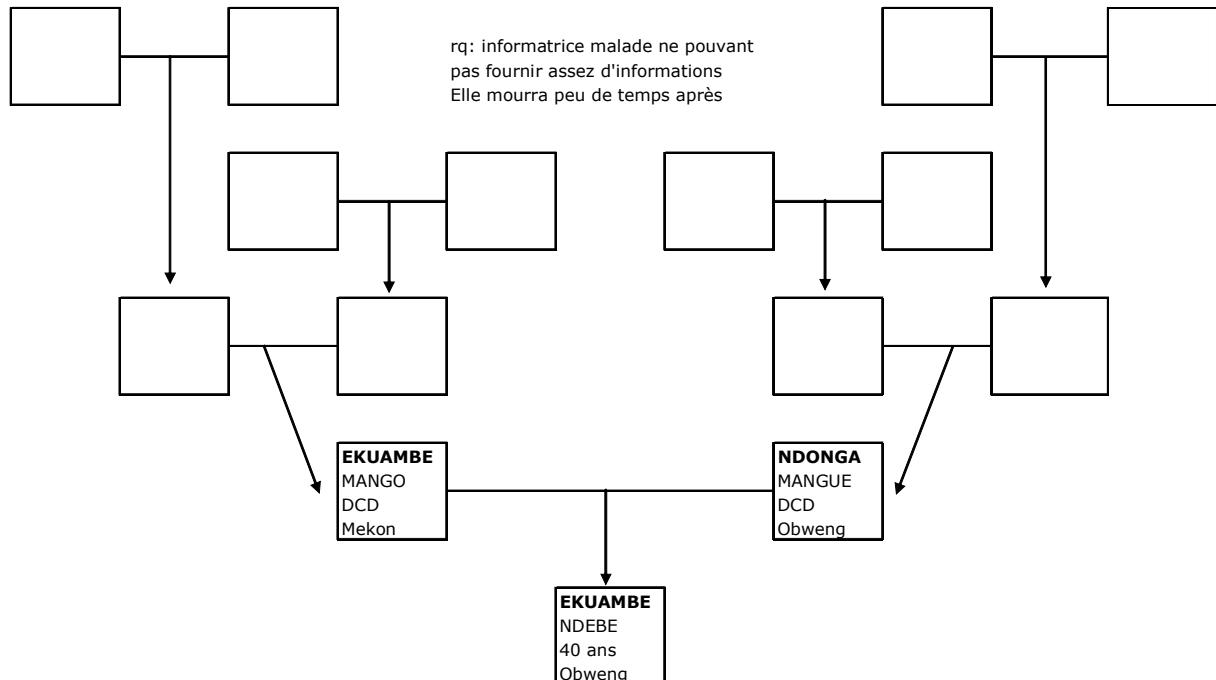 rq: informatrice malade ne pouvant
pas fournir assez d'informations
Elle mourra peu de temps après
EKUAMBE
MANGO
DCD
Mekon
NDONGA
MANGUE
DCD
Obweng
EKUAMBE
NDEBE
40 ans
Obweng